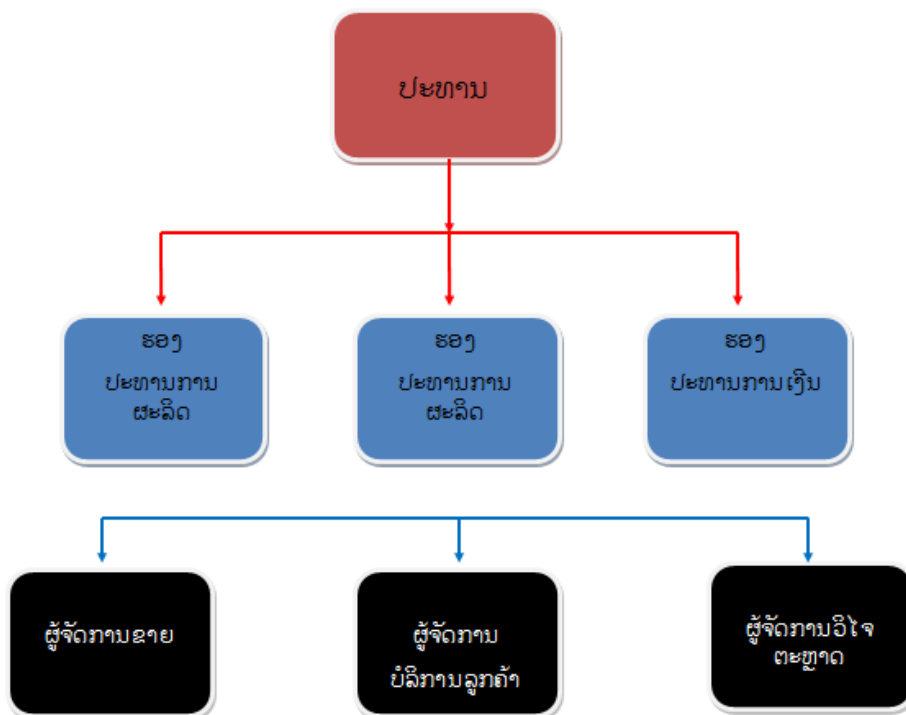 ປະທານ
ຮອງ
ປະທານການ
ຜະລິດ
ຮອງ
ປະທານການ
ຜະລິດ
ຮອງ
ປະທານການເງິນ
ຜູ້ຈັດການຂາຍ
ຜູ້ຈັດການ
ບໍລິການລູກຄ້າ
ຜູ້ຈັດການວິໄຈ
ຕະຫຼາດ